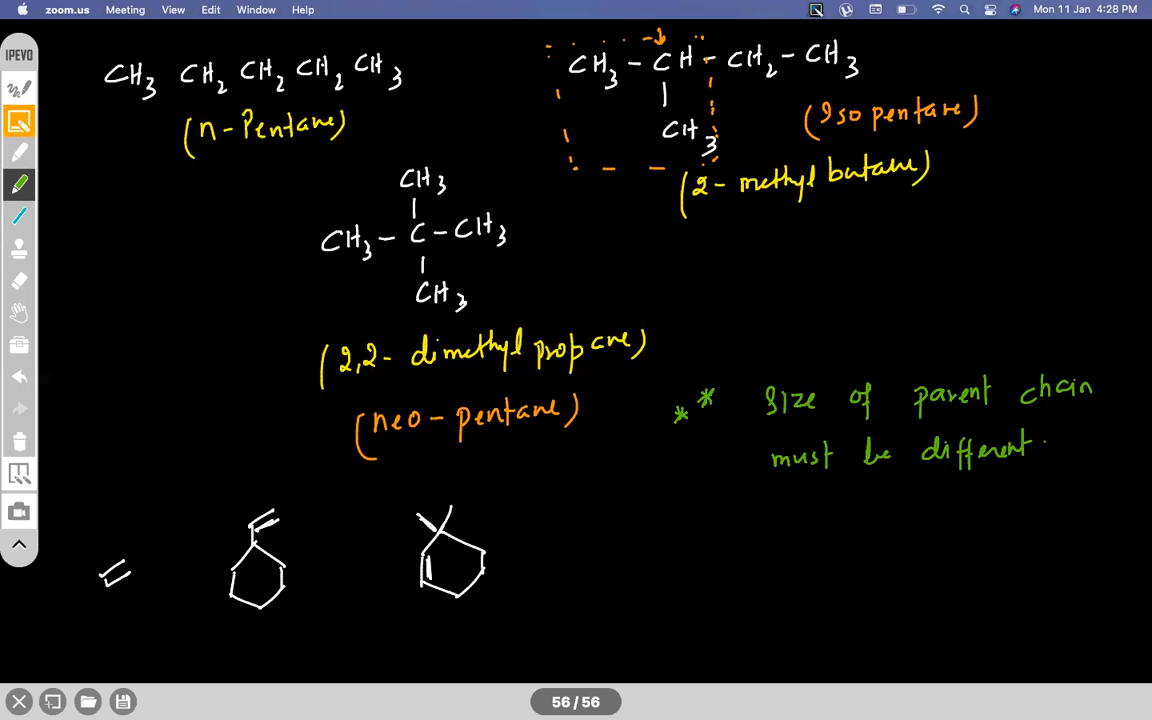 zoom.us Meeting View Edit Window Help Mon 11 Jan 4:28 PM
IPEVO
CH3 CH2 CH2 CH2 CH3
(n-Pentane)
CH3 - CH - CH2 - CH3
CH3
(Iso pentane)
(2-methyl butane)
CH3
CH3 - C - CH3
CH3
(2,2- dimethyl propane)
(neo-pentane)
** Size of parent chain
must be different.
56 / 56